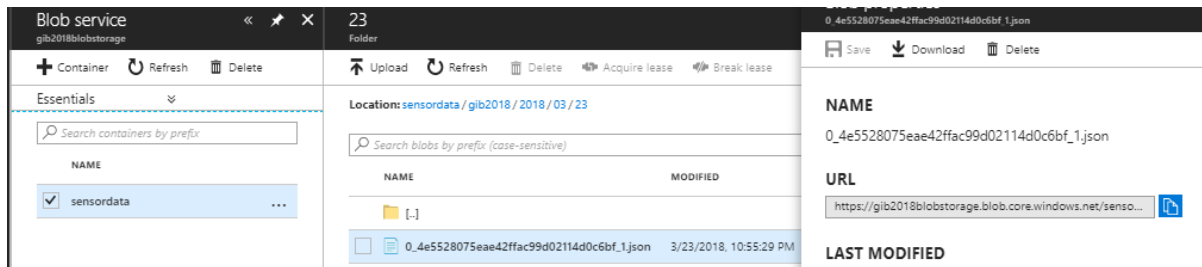 Blob service
gib2018blobstorage
Container Refresh Delete
Essentials
Search containers by prefix
NAME
sensordata ...
23
Folder
Upload Refresh Delete Acquire lease Break lease
Location: sensordata / gib2018 / 2018 / 03 / 23
Search blobs by prefix (case-sensitive)
NAME MODIFIED
[..]
0_4e5528075eae42ffac99d02114d0c6bf_1.json 3/23/2018, 10:55:29 PM
Blob properties
0_4e5528075eae42ffac99d02114d0c6bf_1.json
Save Download Delete
NAME
0_4e5528075eae42ffac99d02114d0c6bf_1.json
URL
https://gib2018blobstorage.blob.core.windows.net/senso...
LAST MODIFIED